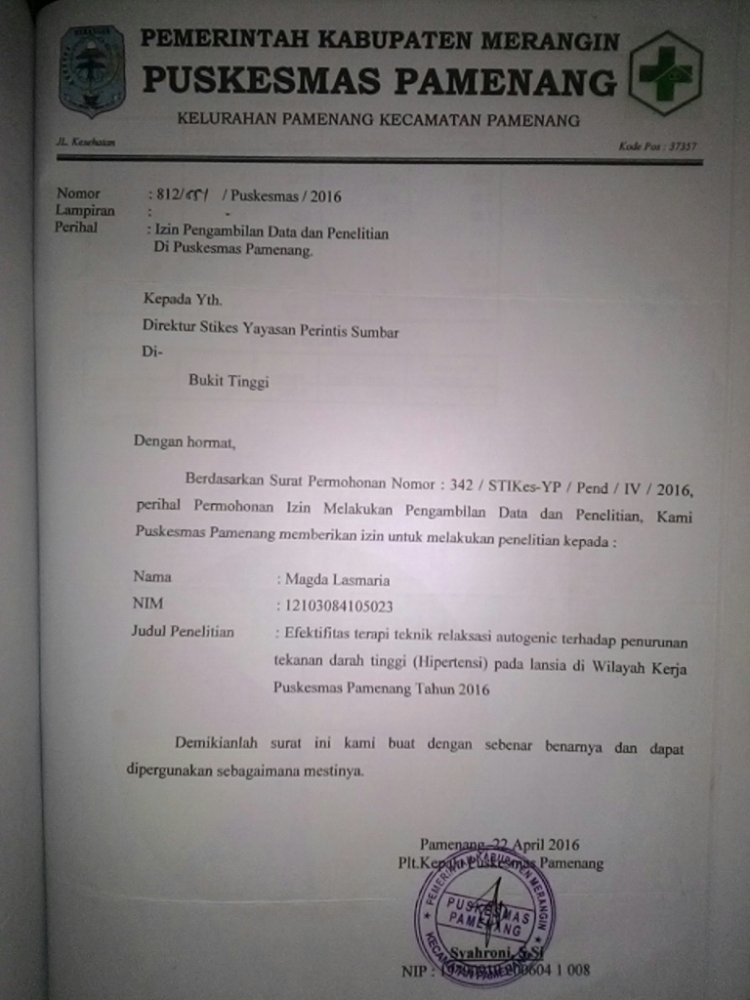 PEMERINTAH KABUPATEN MERANGIN
PUSKESMAS PAMENANG
KELURAHAN PAMENANG KECAMATAN PAMENANG
JL. Kesehatan
Kode Pos : 37357
Nomor : 812/ / Puskesmas / 2016
Lampiran : -
Perihal : Izin Pengambilan Data dan Penelitian
Di Puskesmas Pamenang.
Kepada Yth.
Direktur Stikes Yayasan Perintis Sumbar
Di-
Bukit Tinggi
Dengan hormat,
Berdasarkan Surat Permohonan Nomor : 342 / STIKes-YP / Pend / IV / 2016,
perihal Permohonan Izin Melakukan Pengambilan Data dan Penelitian, Kami
Puskesmas Pamenang memberikan izin untuk melakukan penelitian kepada :
Nama : Magda Lasmaria
NIM : 12103084105023
Judul Penelitian : Efektifitas terapi teknik relaksasi autogenic terhadap penurunan
tekanan darah tinggi (Hipertensi) pada lansia di Wilayah Kerja
Puskesmas Pamenang Tahun 2016
Demikianlah surat ini kami buat dengan sebenar benarnya dan dapat
dipergunakan sebagaimana mestinya.
Pamenang, 22 April 2016
Plt.Kepala Puskesmas Pamenang
PEMERINTAH KABUPATEN MERANGIN
PUSKESMAS
PAMENANG
KECAMATAN PAMENANG
Syahroni, S.Si
NIP : 200604 1 008